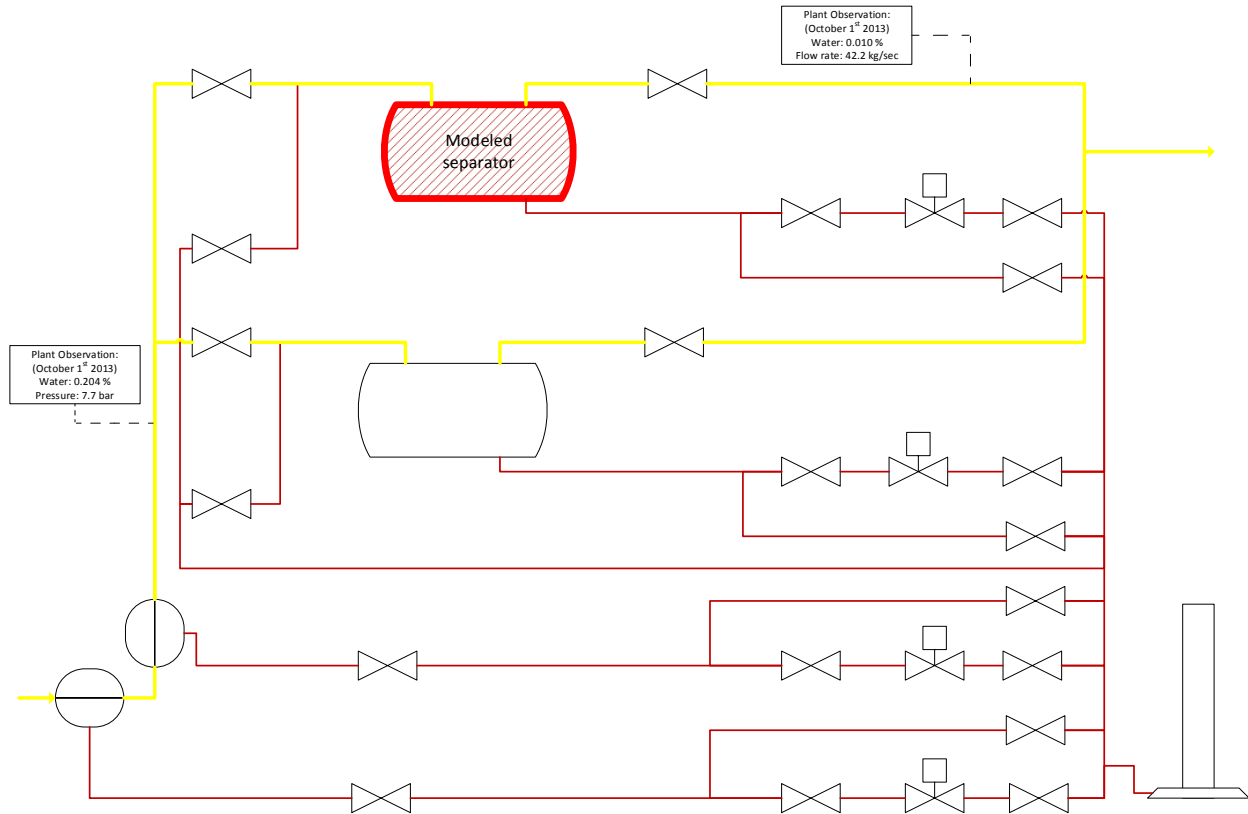 Plant Observation:
(October 1st 2013)
Water: 0.010 %
Flow rate: 42.2 kg/sec
Modeled
separator
Plant Observation:
(October 1st 2013)
Water: 0.204 %
Pressure: 7.7 bar